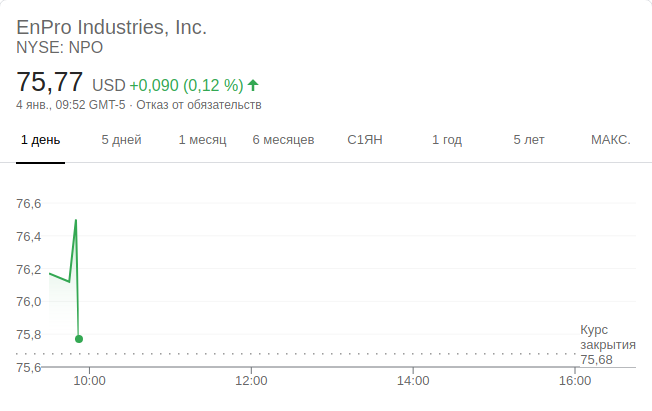 EnPro Industries, Inc.
NYSE: NPO
75,77 USD +0,090 (0,12 %)
4 янв., 09:52 GMT-5 · Отказ от обязательств
1 день 5 дней 1 месяц 6 месяцев С1ЯН 1 год 5 лет МАКС.
76,6
76,4
76,2
76,0
75,8
75,6
Курс
закрытия
75,68
10:00 12:00 14:00 16:00